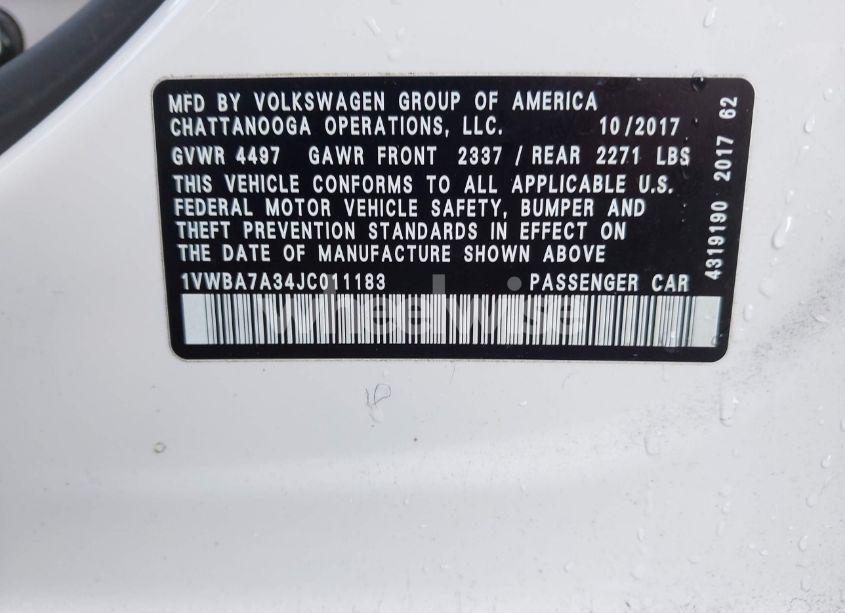 MFD BY VOLKSWAGEN GROUP OF AMERICA
CHATTANOOGA OPERATIONS, LLC. 10/2017
GVWR 4497 GAWR FRONT 2337 / REAR 2271 LBS
THIS VEHICLE CONFORMS TO ALL APPLICABLE U.S.
FEDERAL MOTOR VEHICLE SAFETY, BUMPER AND
THEFT PREVENTION STANDARDS IN EFFECT ON
THE DATE OF MANUFACTURE SHOWN ABOVE
1VWBA7A34JC011183 PASSENGER CAR
4319190 2017 62
wheelwise